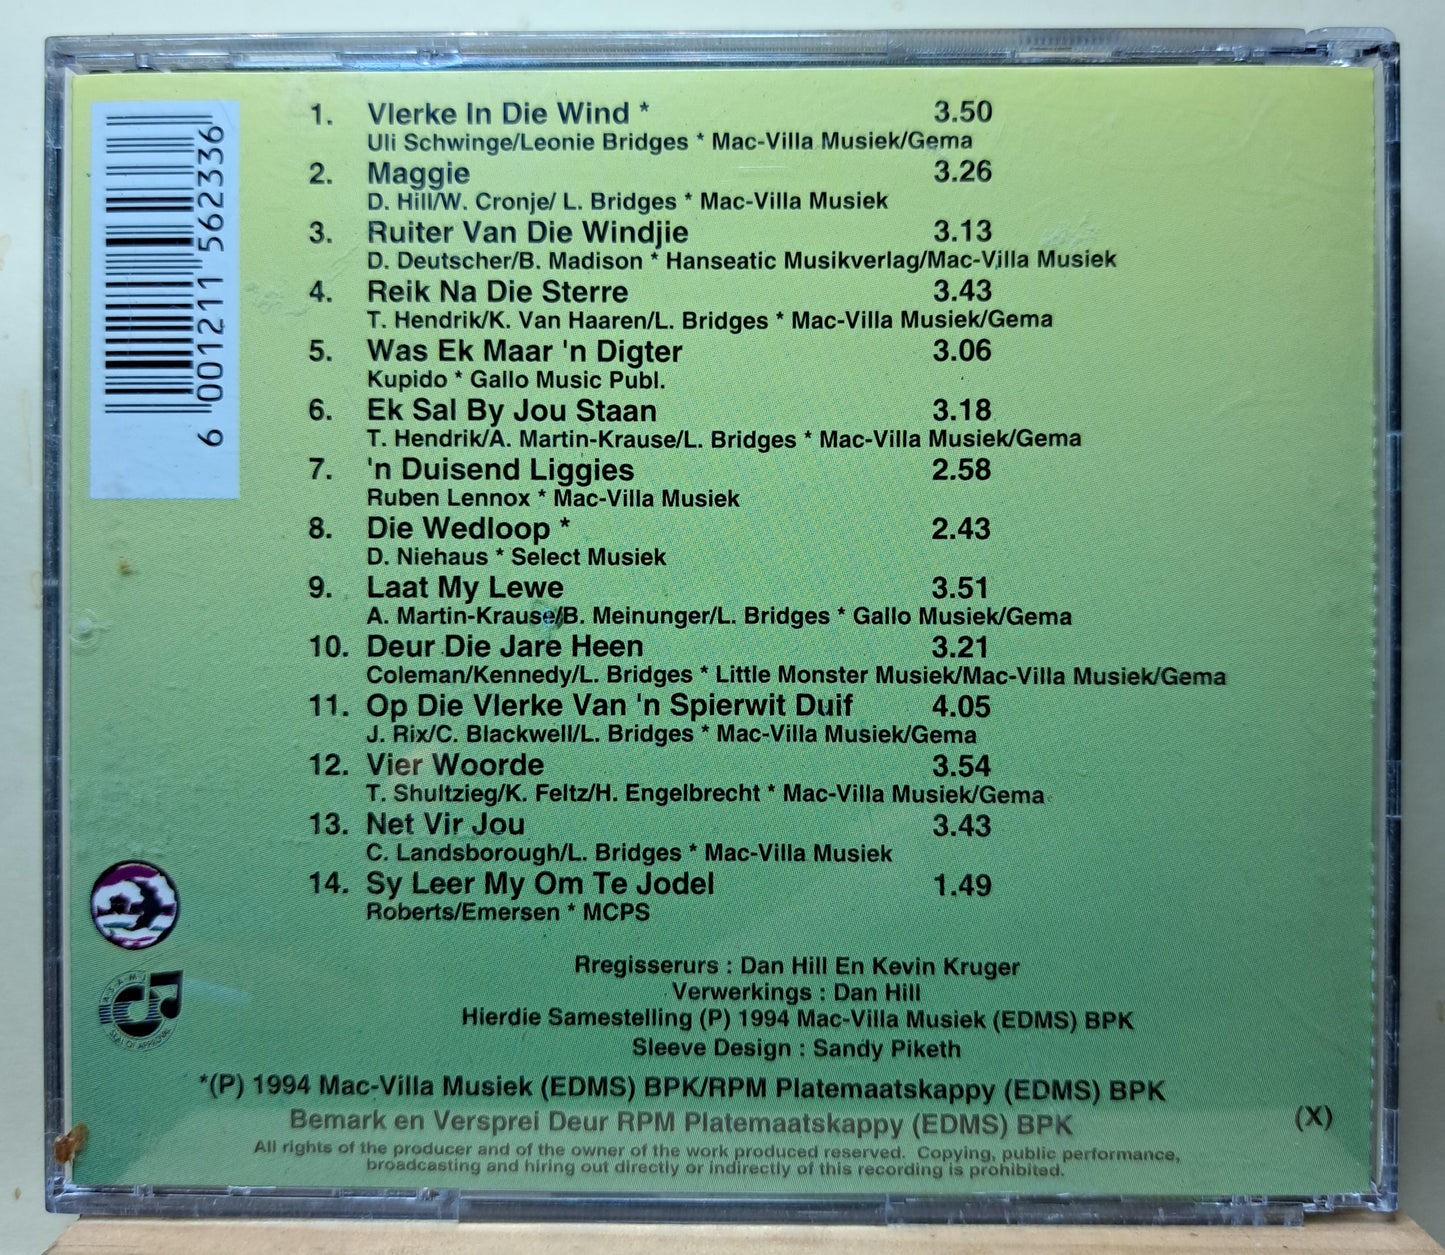 6 001211 562336
1. Vlerke In Die Wind * 3.50
Uli Schwinge/Leonie Bridges * Mac-Villa Musiek/Gema
2. Maggie 3.26
D. Hill/W. Cronje/ L. Bridges * Mac-Villa Musiek
3. Ruiter Van Die Windjie 3.13
D. Deutscher/B. Madison * Hanseatic Musikverlag/Mac-Villa Musiek
4. Reik Na Die Sterre 3.43
T. Hendrik/K. Van Haaren/L. Bridges * Mac-Villa Musiek/Gema
5. Was Ek Maar 'n Digter 3.06
Kupido * Gallo Music Publ.
6. Ek Sal By Jou Staan 3.18
T. Hendrik/A. Martin-Krause/L. Bridges * Mac-Villa Musiek/Gema
7. 'n Duisend Liggies 2.58
Ruben Lennox * Mac-Villa Musiek
8. Die Wedloop * 2.43
D. Niehaus * Select Musiek
9. Laat My Lewe 3.51
A. Martin-Krause/B. Meinunger/L. Bridges * Gallo Musiek/Gema
10. Deur Die Jare Heen 3.21
Coleman/Kennedy/L. Bridges * Little Monster Musiek/Mac-Villa Musiek/Gema
11. Op Die Vlerke Van 'n Spierwit Duif 4.05
J. Rix/C. Blackwell/L. Bridges * Mac-Villa Musiek/Gema
12. Vier Woorde 3.54
T. Shultzieg/K. Feltz/H. Engelbrecht * Mac-Villa Musiek/Gema
13. Net Vir Jou 3.43
C. Landsborough/L. Bridges * Mac-Villa Musiek
14. Sy Leer My Om Te Jodel 1.49
Roberts/Emersen * MCPS
A·S·A·M·I
SEAL OF APPROVAL
Rregisserurs : Dan Hill En Kevin Kruger
Verwerkings : Dan Hill
Hierdie Samestelling (P) 1994 Mac-Villa Musiek (EDMS) BPK
Sleeve Design : Sandy Piketh
*(P) 1994 Mac-Villa Musiek (EDMS) BPK/RPM Platemaatskappy (EDMS) BPK
Bemark en Versprei Deur RPM Platemaatskappy (EDMS) BPK (X)
All rights of the producer and of the owner of the work produced reserved. Copying, public performance,
broadcasting and hiring out directly or indirectly of this recording is prohibited.